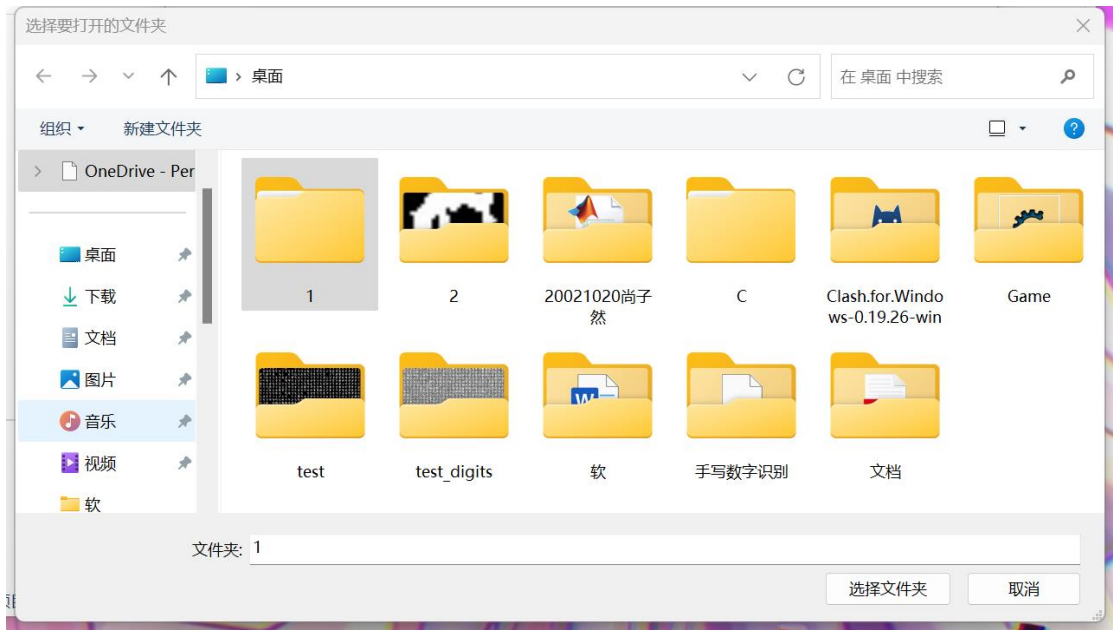 选择要打开的文件夹
桌面
在 桌面 中搜索
组织
新建文件夹
OneDrive - Per
桌面
下载
文档
图片
音乐
视频
软
1
2
20021020尚子
然
C
Clash.for.Windo
ws-0.19.26-win
Game
test
test_digits
软
手写数字识别
文档
文件夹: 1
选择文件夹
取消